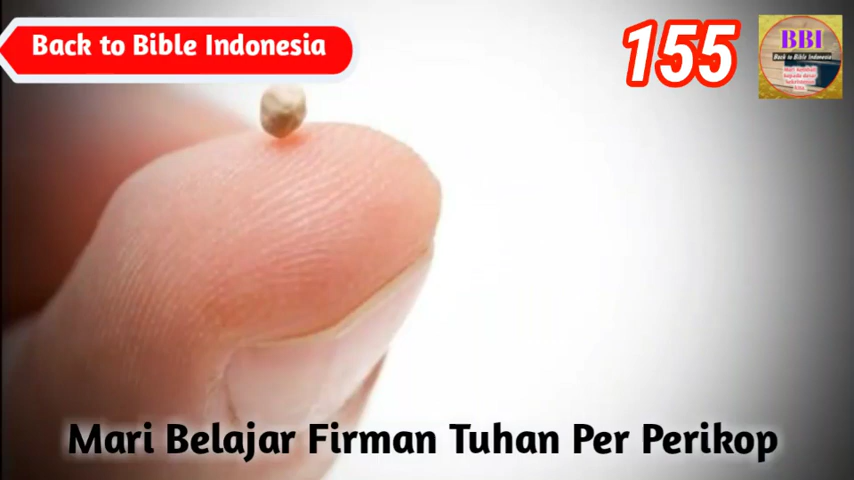 Back to Bible Indonesia
155
BBI
Back to Bible Indonesia
Mari Belajar Firman Tuhan Per Perikop